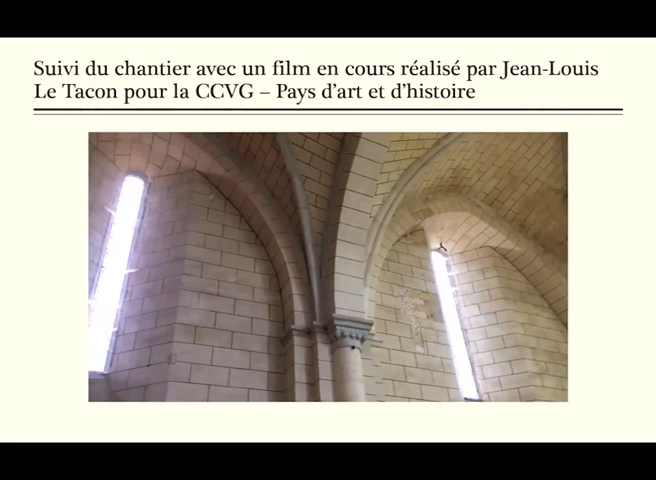 Suivi du chantier avec un film en cours réalisé par Jean-Louis
Le Tacon pour la CCVG – Pays d'art et d'histoire